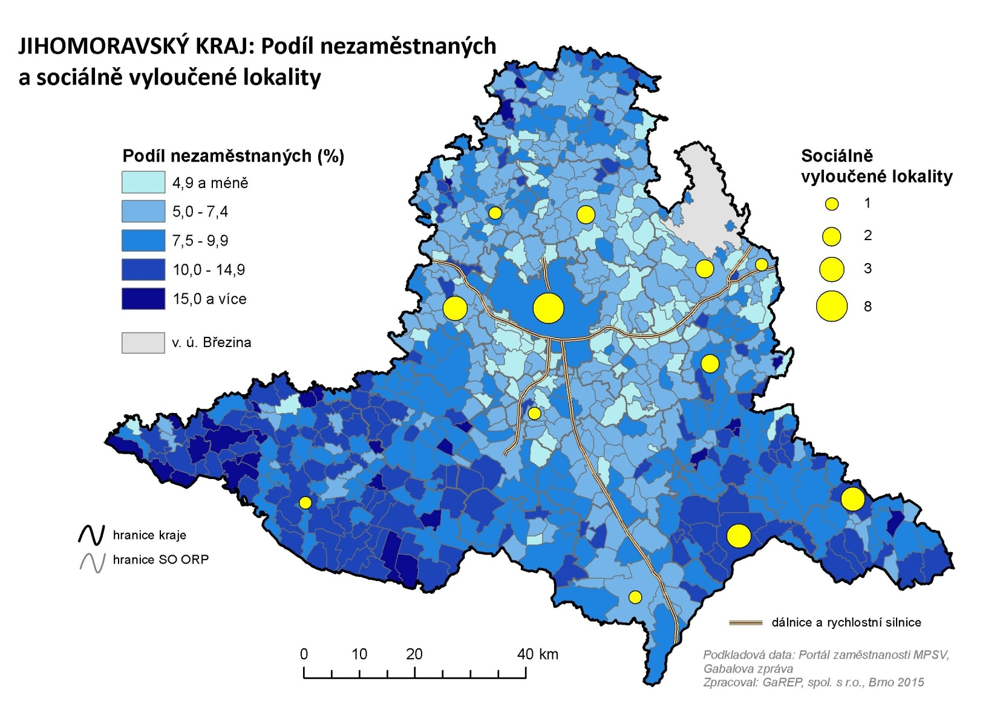 JIHOMORAVSKÝ KRAJ: Podíl nezaměstnaných
a sociálně vyloučené lokality
Podíl nezaměstnaných (%)
4,9 a méně
5,0 - 7,4
7,5 - 9,9
10,0 - 14,9
15,0 a více
v. ú. Březina
Sociálně
vyloučené lokality
1
2
3
8
hranice kraje
hranice SO ORP
dálnice a rychlostní silnice
0 10 20 40 km
Podkladová data: Portál zaměstnanosti MPSV,
Gabalova zpráva
Zpracoval: GaREP, spol. s r.o., Brno 2015